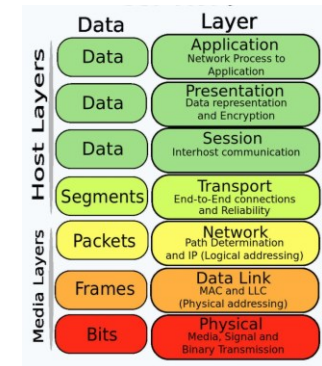 Data Layer
Host Layers
Data
Application
Network Process to
Application
Data
Presentation
Data representation
and Encryption
Data
Session
Interhost communication
Segments
Transport
End-to-End connections
and Reliability
Media Layers
Packets
Network
Path Determination
and IP (Logical addressing)
Frames
Data Link
MAC and LLC
(Physical addressing)
Bits
Physical
Media, Signal and
Binary Transmission